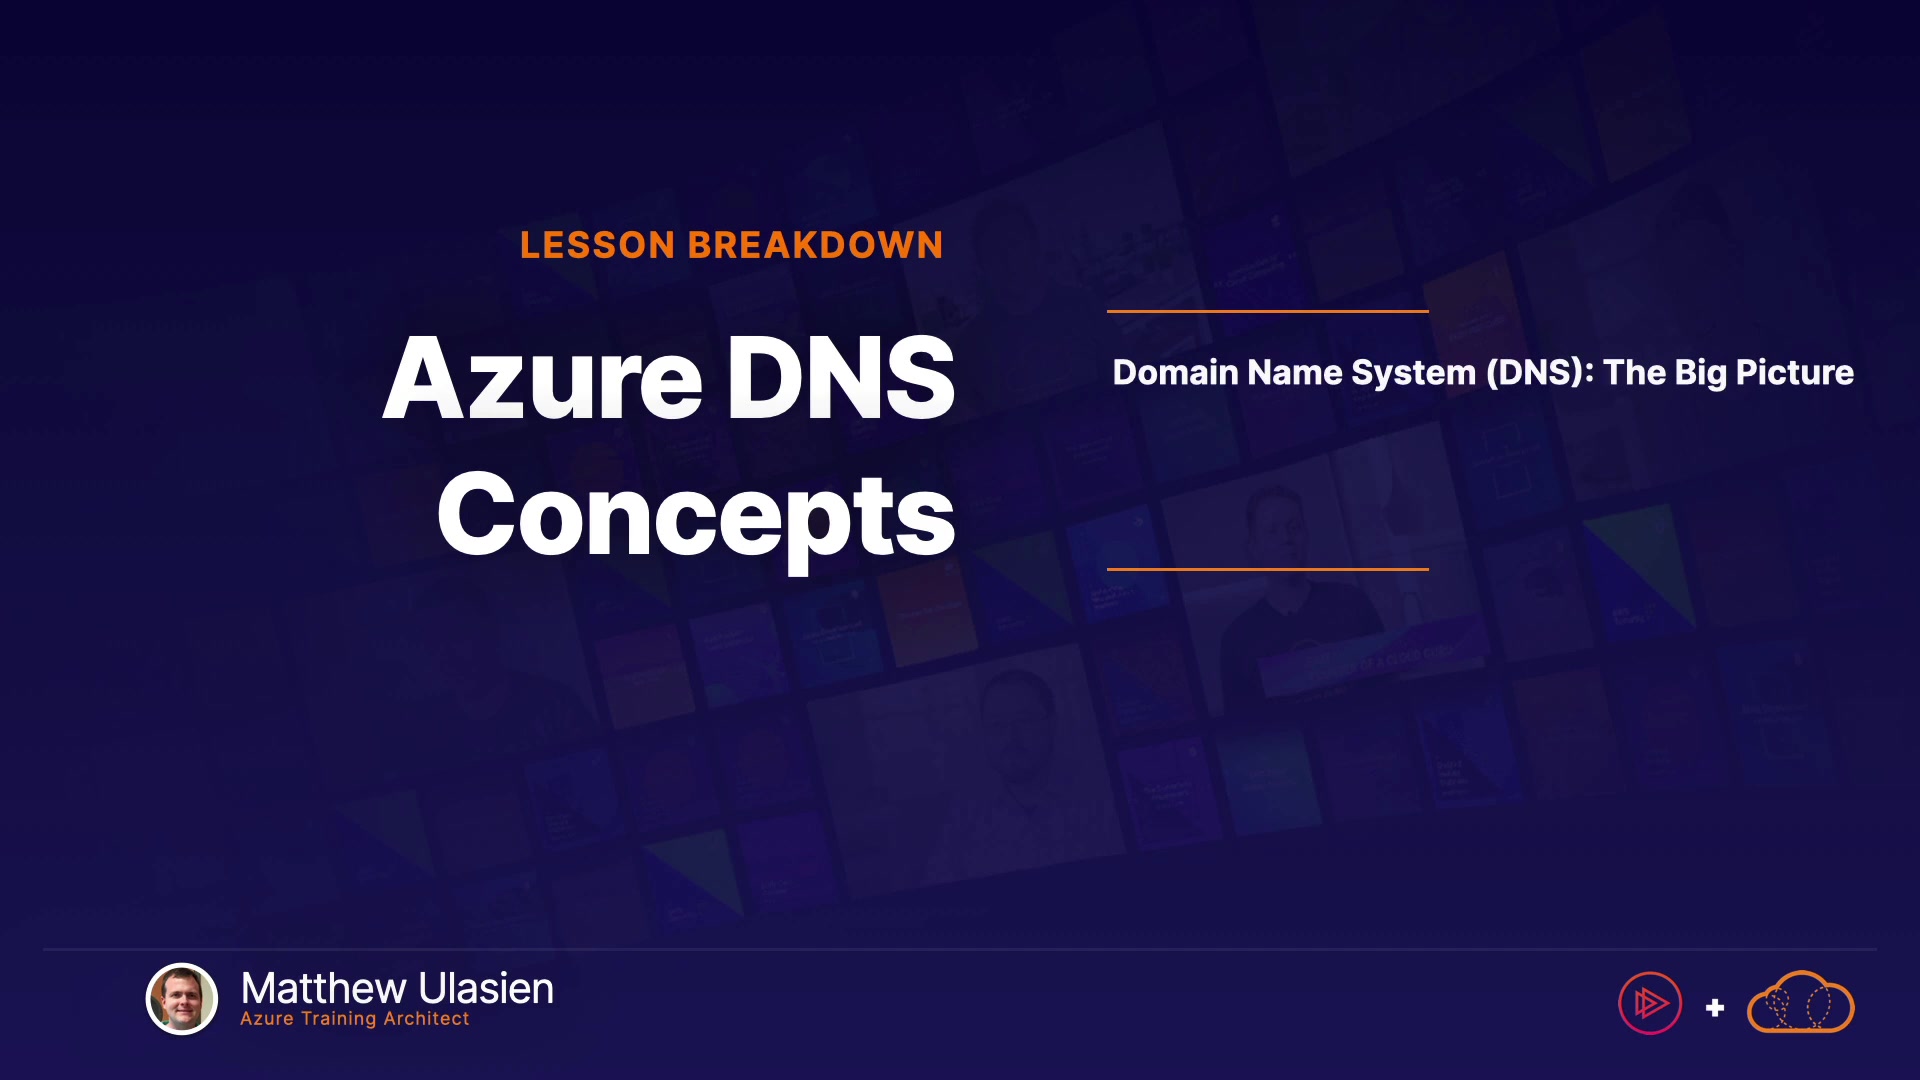 LESSON BREAKDOWN
Azure DNS
Concepts
Domain Name System (DNS): The Big Picture
Matthew Ulasien
Azure Training Architect